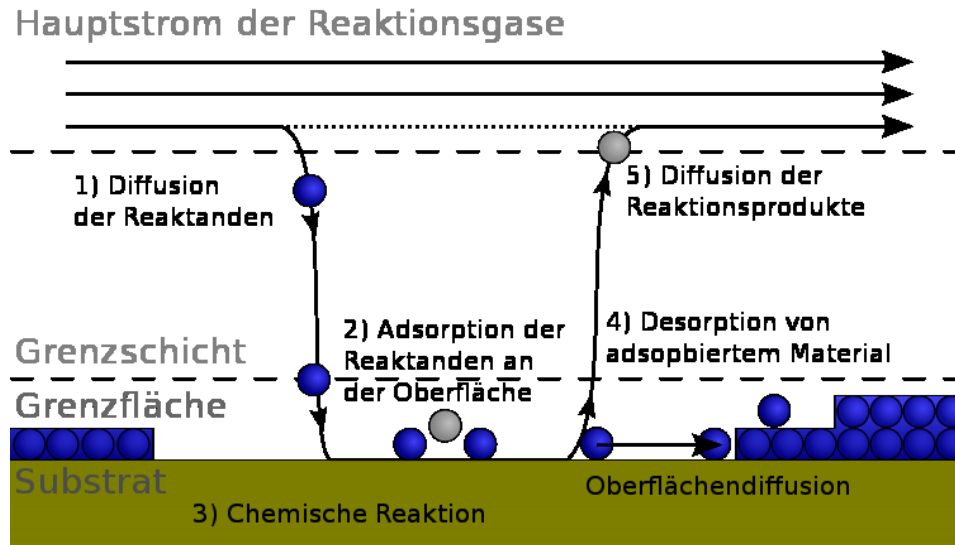 Hauptstrom der Reaktionsgase
1) Diffusion
der Reaktanden
5) Diffusion der
Reaktionsprodukte
2) Adsorption der
Reaktanden an
der Oberfläche
4) Desorption von
adsopbiertem Material
Grenzschicht
Grenzfläche
Substrat
Oberflächendiffusion
3) Chemische Reaktion